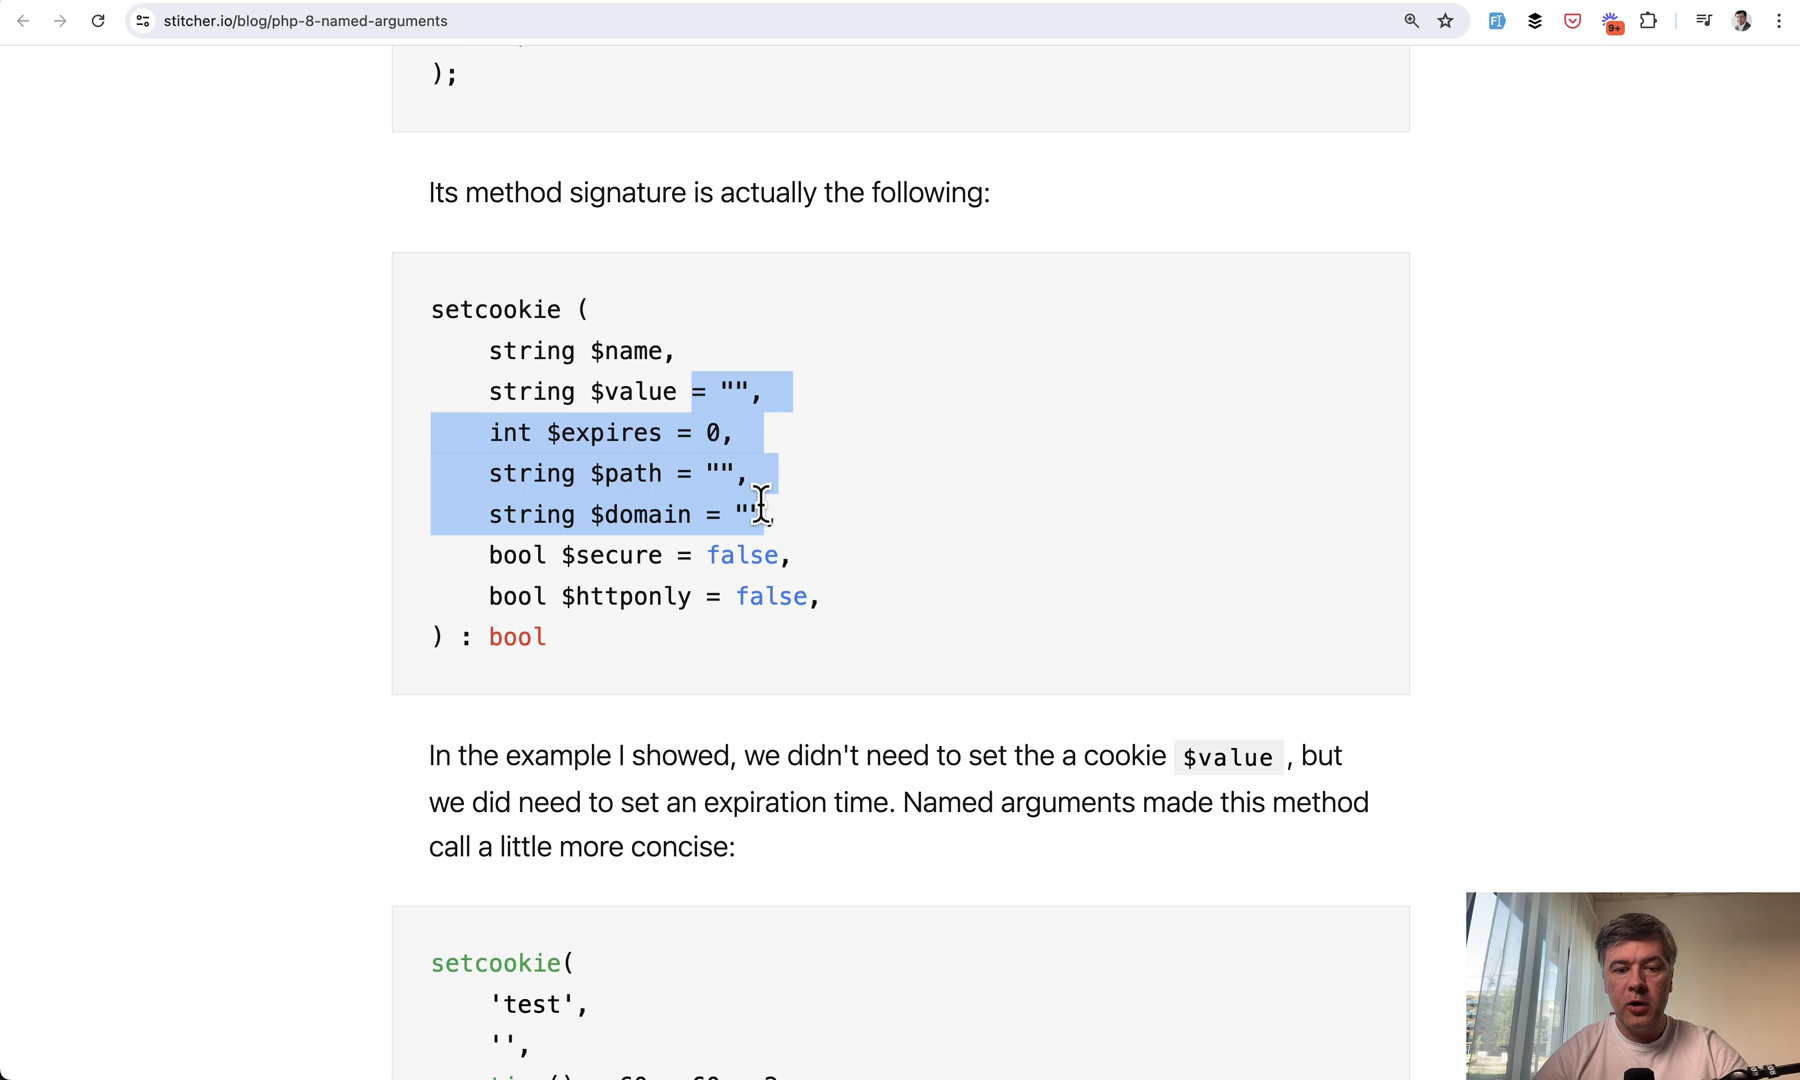 stitcher.io/blog/php-8-named-arguments
9+
);
Its method signature is actually the following:
setcookie (
string $name,
string $value = "",
int $expires = 0,
string $path = "",
string $domain = "",
bool $secure = false,
bool $httponly = false,
) : bool
In the example I showed, we didn't need to set the a cookie $value , but
we did need to set an expiration time. Named arguments made this method
call a little more concise:
setcookie(
'test',
'',